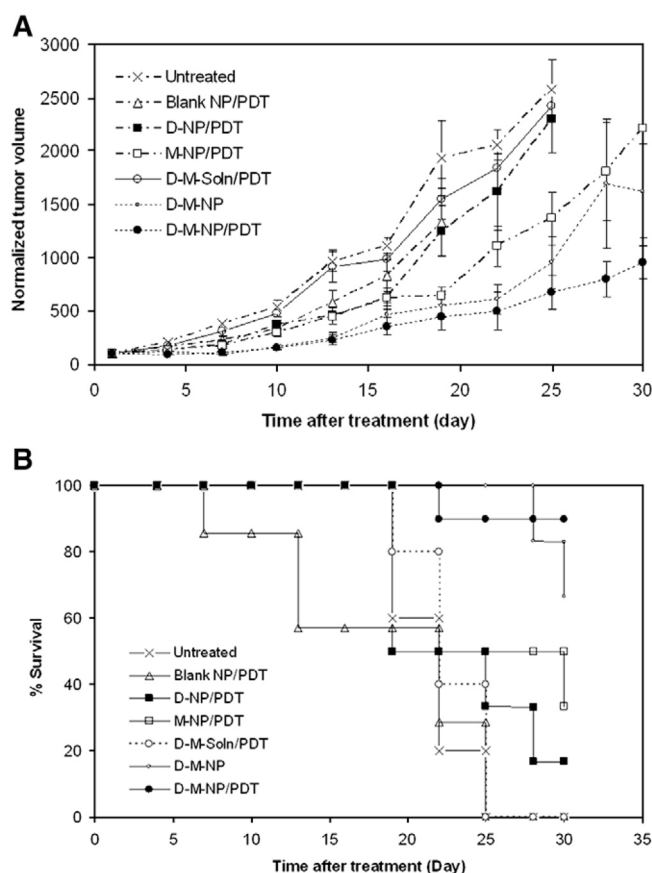 A
3000
2500
2000
1500
1000
500
0
Normalized tumor volume
Untreated
Blank NP/PDT
D-NP/PDT
M-NP/PDT
D-M-Soln/PDT
D-M-NP
D-M-NP/PDT
0 5 10 15 20 25 30
Time after treatment (day)
B
100
80
60
40
20
0
% Survival
Untreated
Blank NP/PDT
D-NP/PDT
M-NP/PDT
D-M-Soln/PDT
D-M-NP
D-M-NP/PDT
0 5 10 15 20 25 30 35
Time after treatment (Day)